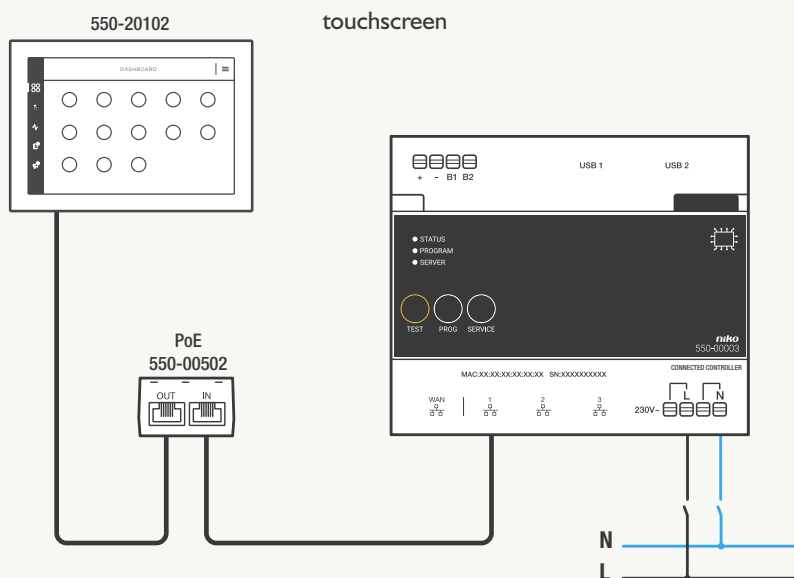 550-20102
touchscreen
DASHBOARD
+ - B1 B2
USB 1
USB 2
STATUS
PROGRAM
SERVER
TEST PROG SERVICE
niko
550-00003
PoE
550-00502
OUT IN
MAC:XX:XX:XX:XX:XX:XX SN:XXXXXXXXXX
CONNECTED CONTROLLER
WAN 1 2 3
230V~ L N
N
L